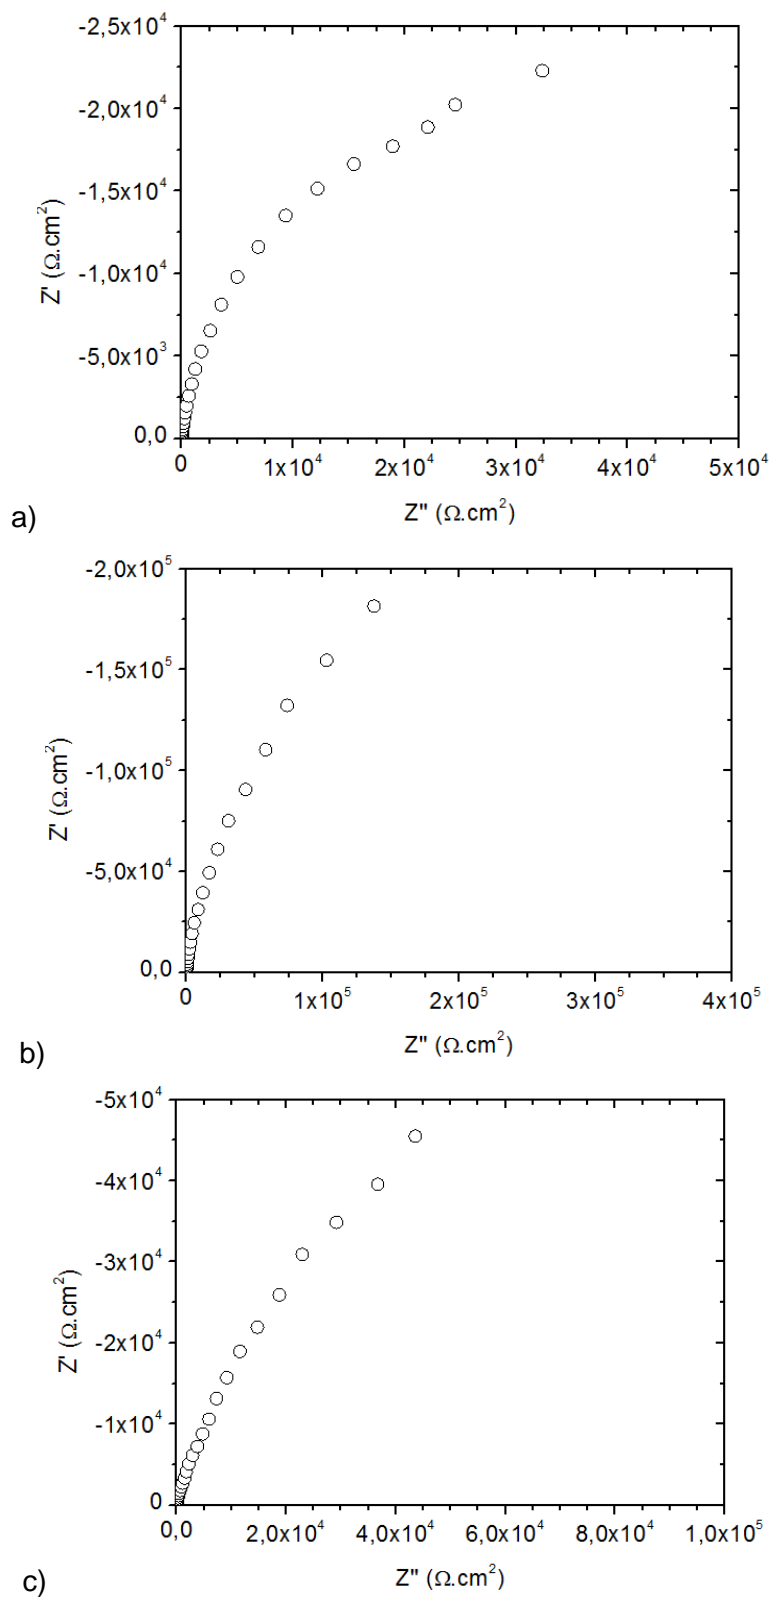 -2,5x10⁴
-2,0x10⁴
-1,5x10⁴
-1,0x10⁴
-5,0x10³
0,0
Z' (Ω.cm²)
0 1x10⁴ 2x10⁴ 3x10⁴ 4x10⁴ 5x10⁴
Z'' (Ω.cm²)
a)
-2,0x10⁵
-1,5x10⁵
-1,0x10⁵
-5,0x10⁴
0,0
Z' (Ω.cm²)
0 1x10⁵ 2x10⁵ 3x10⁵ 4x10⁵
Z'' (Ω.cm²)
b)
-5x10⁴
-4x10⁴
-3x10⁴
-2x10⁴
-1x10⁴
0
Z' (Ω.cm²)
0,0 2,0x10⁴ 4,0x10⁴ 6,0x10⁴ 8,0x10⁴ 1,0x10⁵
Z'' (Ω.cm²)
c)